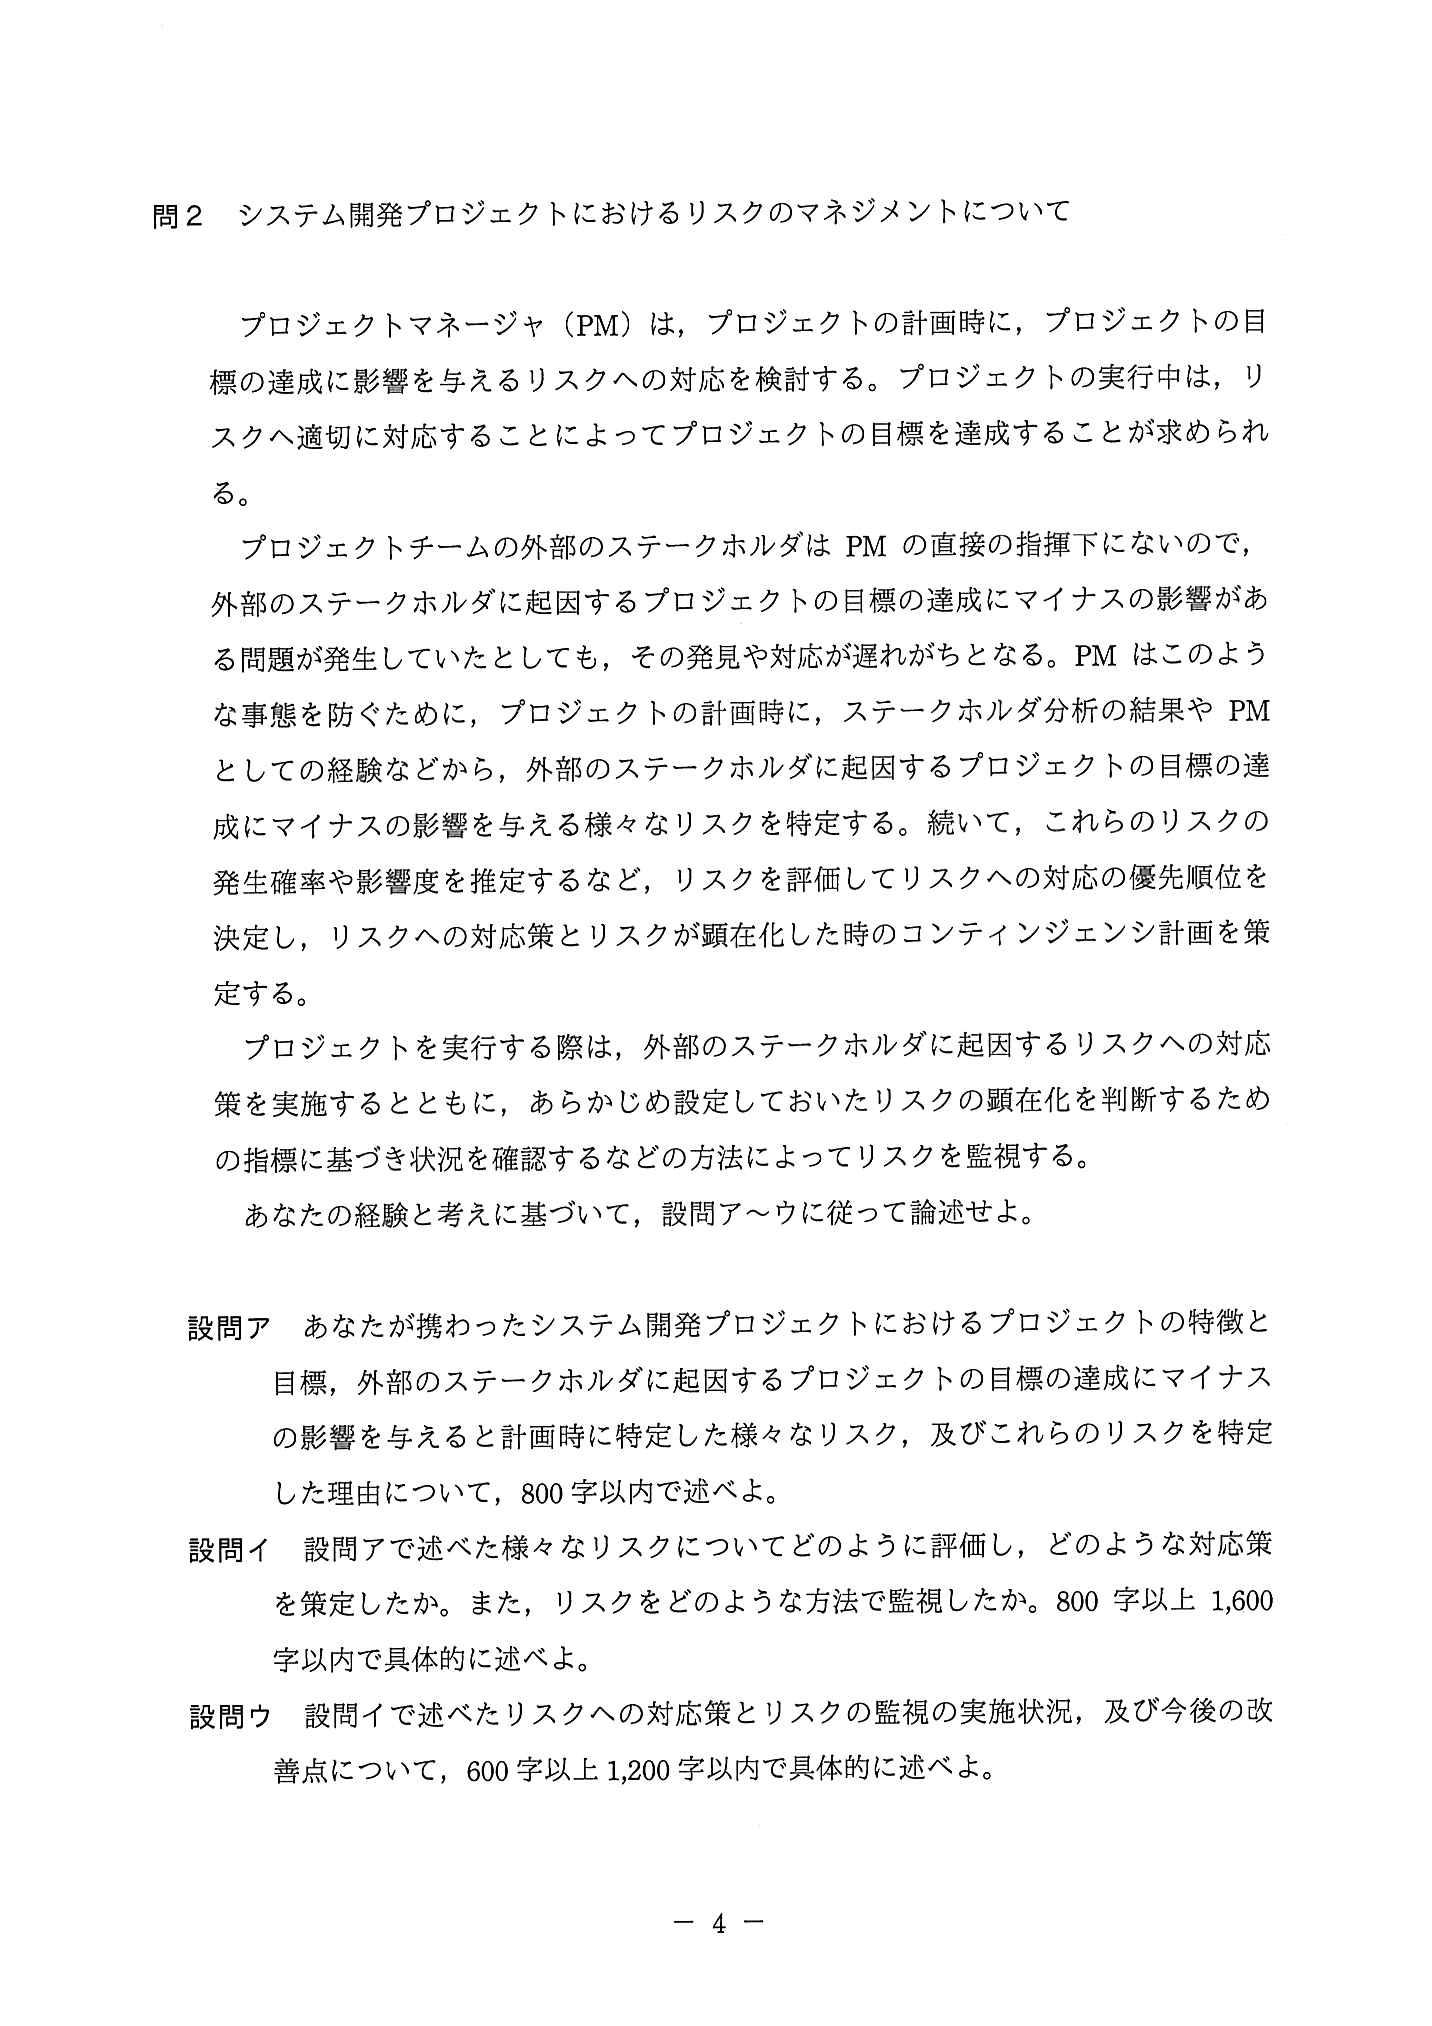 問２　システム開発プロジェクトにおけるリスクのマネジメントについて
プロジェクトマネージャ（PM）は，プロジェクトの計画時に，プロジェクトの目
標の達成に影響を与えるリスクへの対応を検討する。プロジェクトの実行中は，リ
スクへ適切に対応することによってプロジェクトの目標を達成することが求められ
る。
プロジェクトチームの外部のステークホルダは PM の直接の指揮下にないので，
外部のステークホルダに起因するプロジェクトの目標の達成にマイナスの影響があ
る問題が発生していたとしても，その発見や対応が遅れがちとなる。PM はこのよう
な事態を防ぐために，プロジェクトの計画時に，ステークホルダ分析の結果や PM
としての経験などから，外部のステークホルダに起因するプロジェクトの目標の達
成にマイナスの影響を与える様々なリスクを特定する。続いて，これらのリスクの
発生確率や影響度を推定するなど，リスクを評価してリスクへの対応の優先順位を
決定し，リスクへの対応策とリスクが顕在化した時のコンティンジェンシ計画を策
定する。
プロジェクトを実行する際は，外部のステークホルダに起因するリスクへの対応
策を実施するとともに，あらかじめ設定しておいたリスクの顕在化を判断するため
の指標に基づき状況を確認するなどの方法によってリスクを監視する。
あなたの経験と考えに基づいて，設問ア～ウに従って論述せよ。
設問ア　あなたが携わったシステム開発プロジェクトにおけるプロジェクトの特徴と
目標，外部のステークホルダに起因するプロジェクトの目標の達成にマイナス
の影響を与えると計画時に特定した様々なリスク，及びこれらのリスクを特定
した理由について，800 字以内で述べよ。
設問イ　設問アで述べた様々なリスクについてどのように評価し，どのような対応策
を策定したか。また，リスクをどのような方法で監視したか。800 字以上 1,600
字以内で具体的に述べよ。
設問ウ　設問イで述べたリスクへの対応策とリスクの監視の実施状況，及び今後の改
善点について，600 字以上 1,200 字以内で具体的に述べよ。
－ 4 －